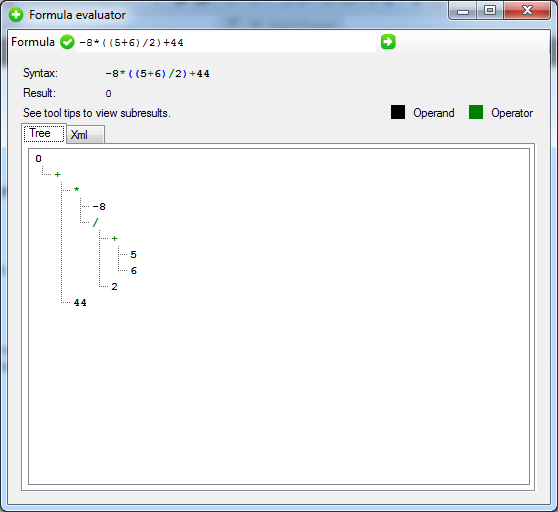 Formula evaluator
Formula -8*((5+6)/2)+44
Syntax: -8*((5+6)/2)+44
Result: 0
See tool tips to view subresults. Operand Operator
Tree Xml
0
+
*
-8
/
+
5
6
2
44